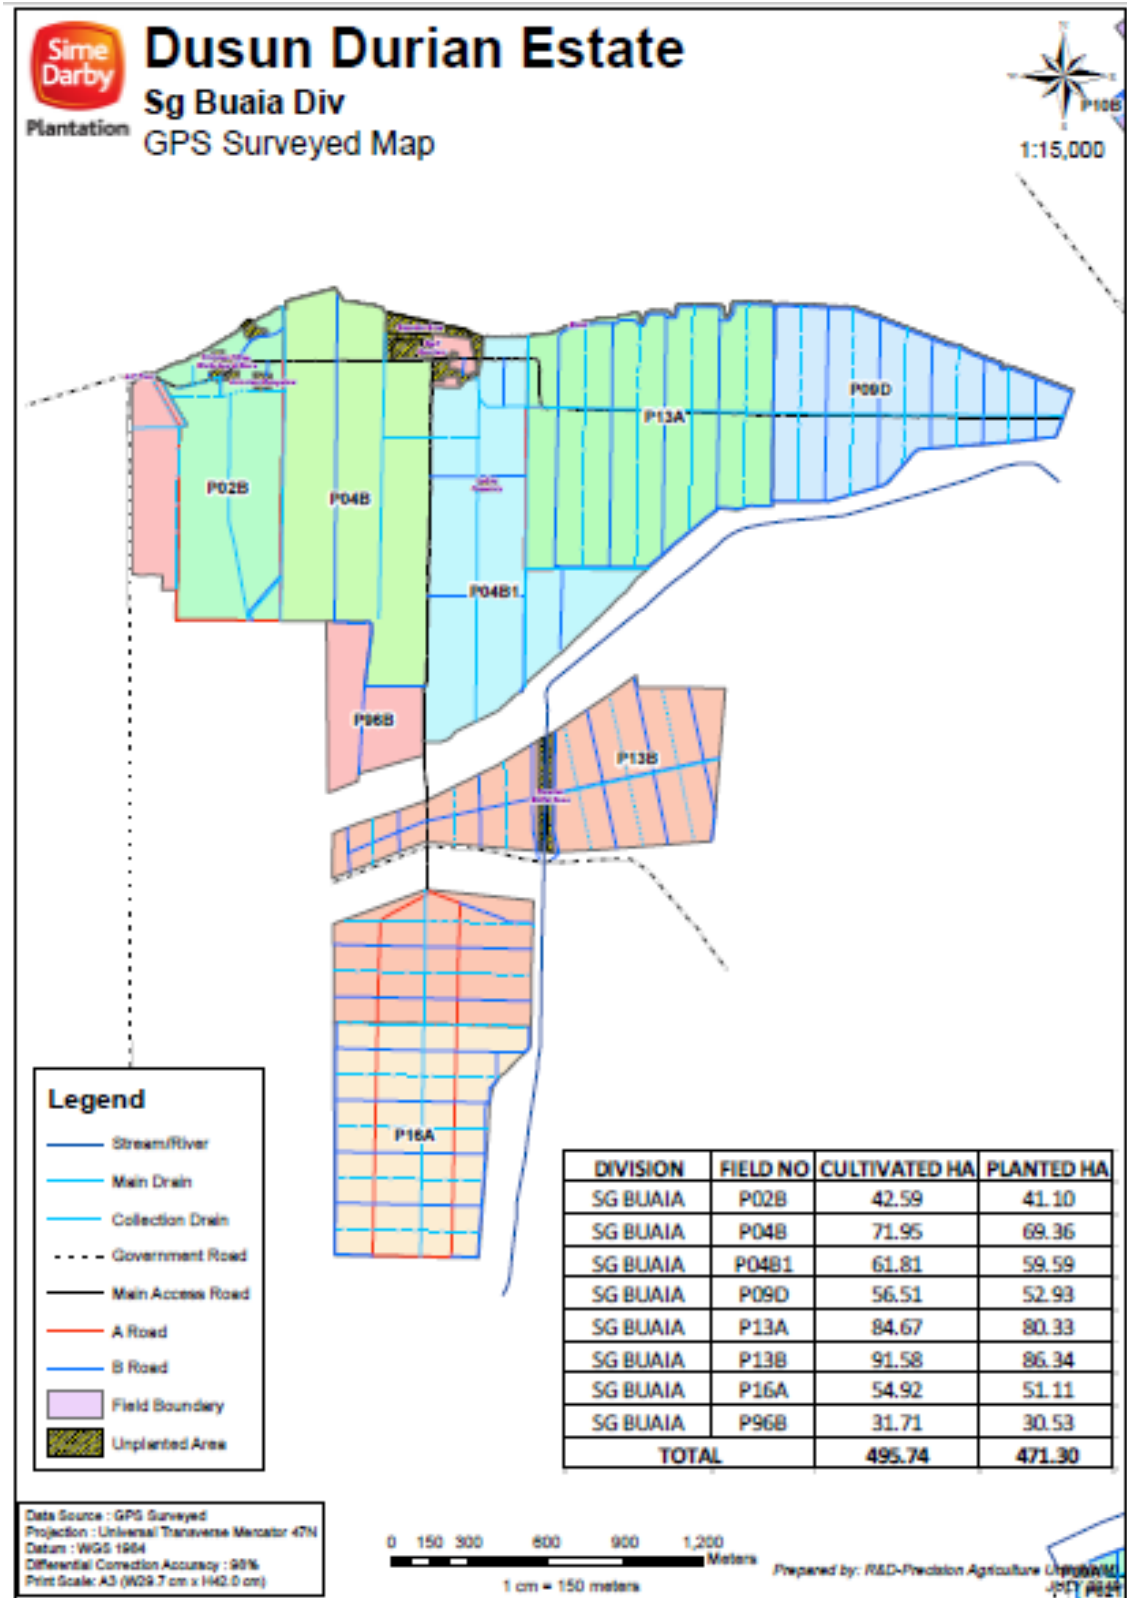 Sime
Darby
Plantation
Dusun Durian Estate
Sg Buaia Div
GPS Surveyed Map
P10B
1:15,000
P09D
P13A
P02B
P04B
P04B1
P96B
P13B
P16A
Legend
Stream/River
Main Drain
Collection Drain
Government Road
Main Access Road
A Road
B Road
Field Boundary
Unplanted Area
DIVISION FIELD NO CULTIVATED HA PLANTED HA
SG BUAIA P02B 42.59 41.10
SG BUAIA P04B 71.95 69.36
SG BUAIA P04B1 61.81 59.59
SG BUAIA P09D 56.51 52.93
SG BUAIA P13A 84.67 80.33
SG BUAIA P13B 91.58 86.34
SG BUAIA P16A 54.92 51.11
SG BUAIA P96B 31.71 30.53
TOTAL 495.74 471.30
Data Source : GPS Surveyed
Projection : Universal Transverse Mercator 47N
Datum : WGS 1984
Differential Correction Accuracy : 98%
Print Scale: A3 (W29.7 cm x H42.0 cm)
0 150 300 600 900 1,200
Meters
1 cm = 150 meters
Prepared by: R&D-Precision Agriculture